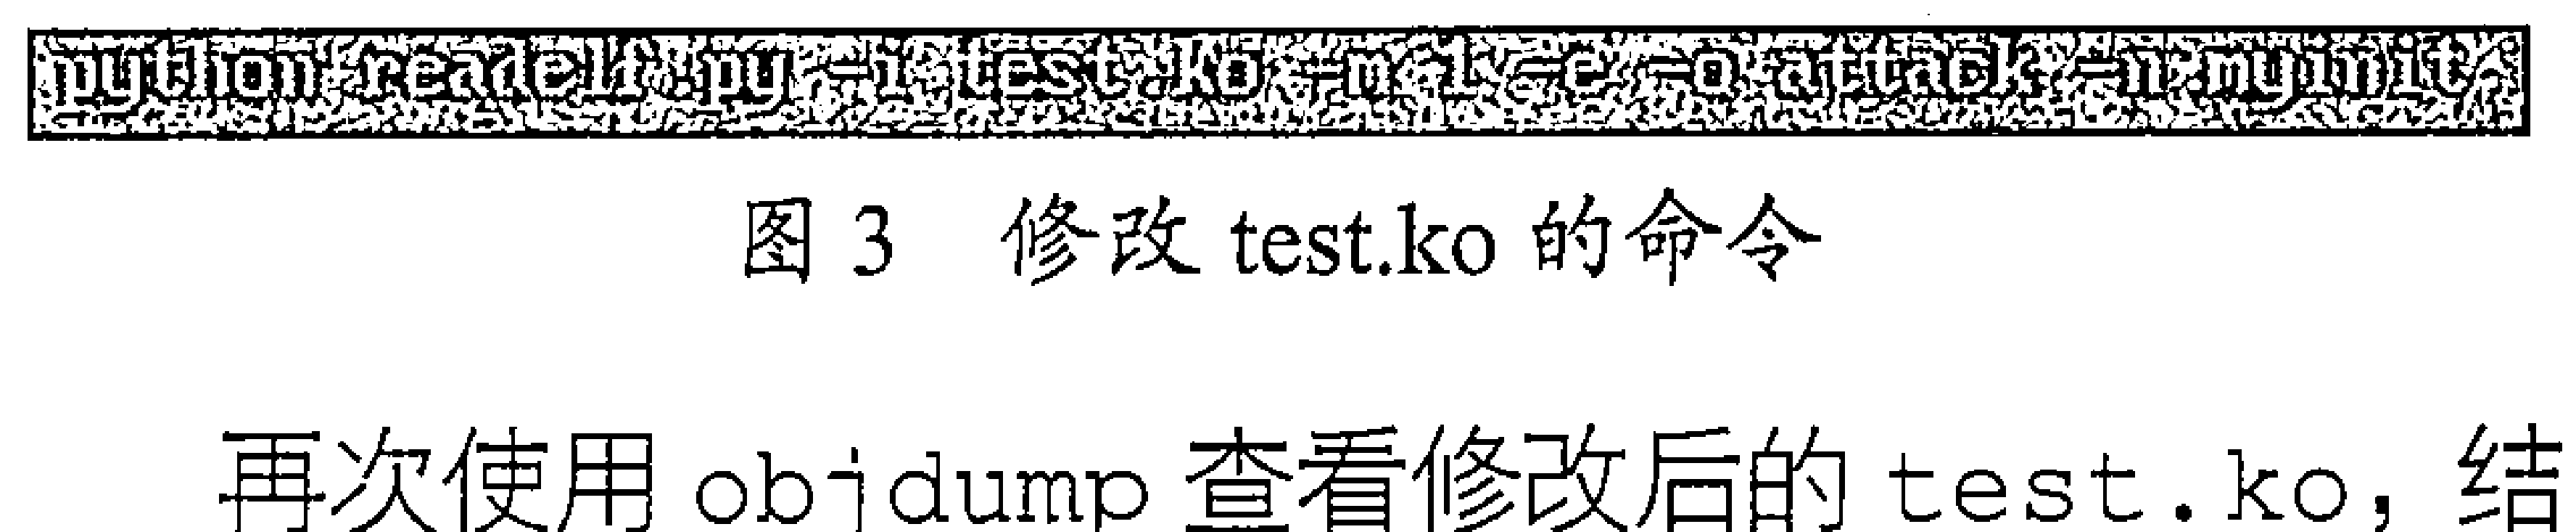 python readelf.py -i test.ko -m 1 -e -o attack -n myinit
图 3 修改 test.ko 的命令
再次使用 objdump 查看修改后的 test.ko, 结